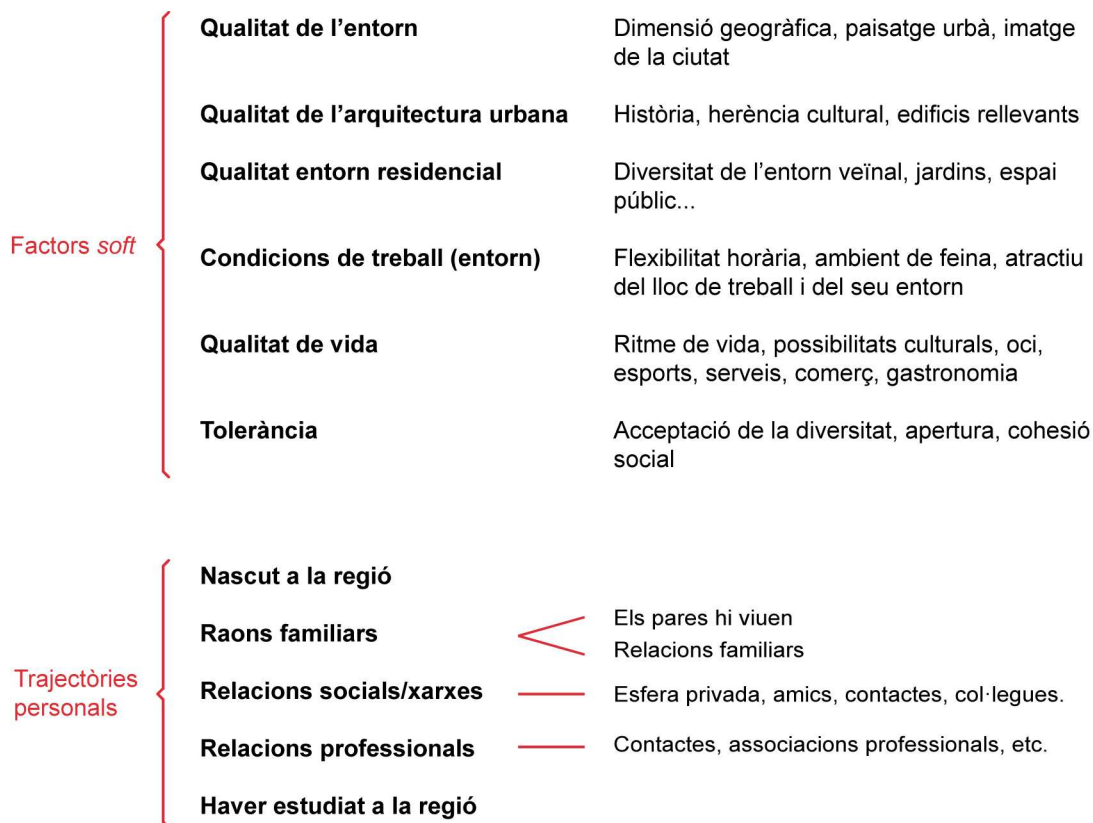 Qualitat de l’entorn
Dimensió geogràfica, paisatge urbà, imatge
de la ciutat
Qualitat de l’arquitectura urbana
Història, herència cultural, edificis rellevants
Qualitat entorn residencial
Diversitat de l’entorn veïnal, jardins, espai
públic...
Factors soft
Condicions de treball (entorn)
Flexibilitat horària, ambient de feina, atractiu
del lloc de treball i del seu entorn
Qualitat de vida
Ritme de vida, possibilitats culturals, oci,
esports, serveis, comerç, gastronomia
Tolerància
Acceptació de la diversitat, apertura, cohesió
social
Trajectòries
personals
Nascut a la regió
Raons familiars
Els pares hi viuen
Relacions familiars
Relacions socials/xarxes
Esfera privada, amics, contactes, col·legues.
Relacions professionals
Contactes, associacions professionals, etc.
Haver estudiat a la regió